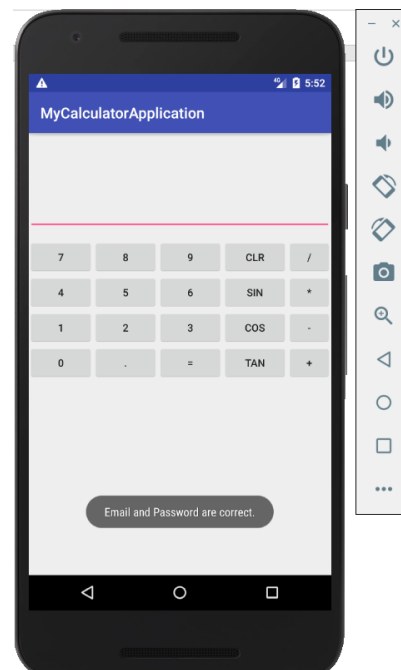 4G 5:52
MyCalculatorApplication
7 8 9 CLR /
4 5 6 SIN *
1 2 3 COS -
0 . = TAN +
Email and Password are correct.